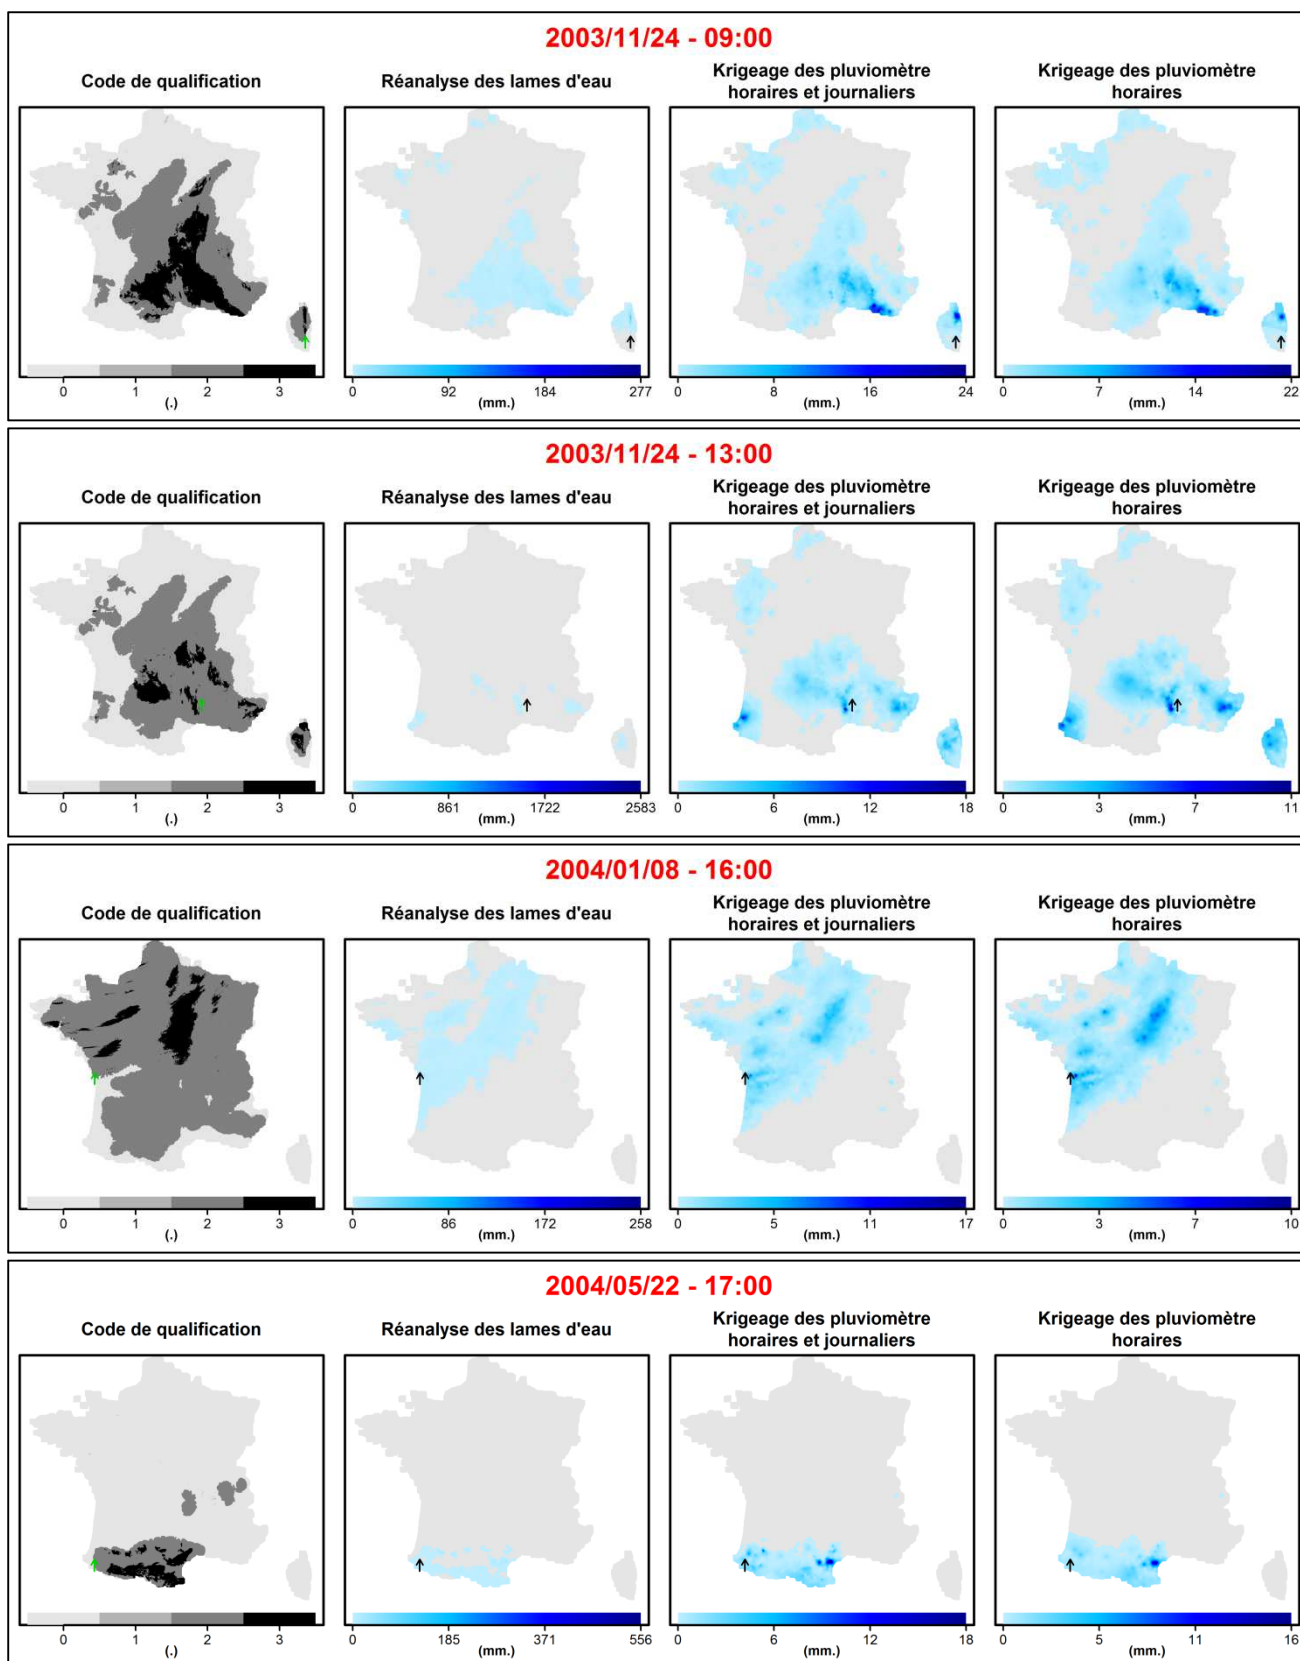 2003/11/24 - 09:00
Code de qualification
Réanalyse des lames d'eau
Krigeage des pluviomètre
horaires et journaliers
Krigeage des pluviomètre
horaires
0 1 2 3
(.)
0 92 184 277
(mm.)
0 8 16 24
(mm.)
0 7 14 22
(mm.)
2003/11/24 - 13:00
Code de qualification
Réanalyse des lames d'eau
Krigeage des pluviomètre
horaires et journaliers
Krigeage des pluviomètre
horaires
0 1 2 3
(.)
0 861 1722 2583
(mm.)
0 6 12 18
(mm.)
0 3 7 11
(mm.)
2004/01/08 - 16:00
Code de qualification
Réanalyse des lames d'eau
Krigeage des pluviomètre
horaires et journaliers
Krigeage des pluviomètre
horaires
0 1 2 3
(.)
0 86 172 258
(mm.)
0 5 11 17
(mm.)
0 3 7 10
(mm.)
2004/05/22 - 17:00
Code de qualification
Réanalyse des lames d'eau
Krigeage des pluviomètre
horaires et journaliers
Krigeage des pluviomètre
horaires
0 1 2 3
(.)
0 185 371 556
(mm.)
0 6 12 18
(mm.)
0 5 11 16
(mm.)